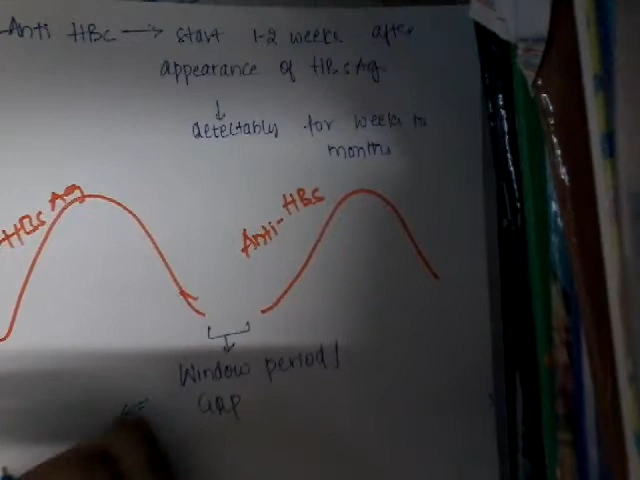 Anti HBc → start 1-2 weeks after
appearance of HBsAg
↓
detectably for weeks to
months
HBsAg
Anti-HBs
Window period /
GAP